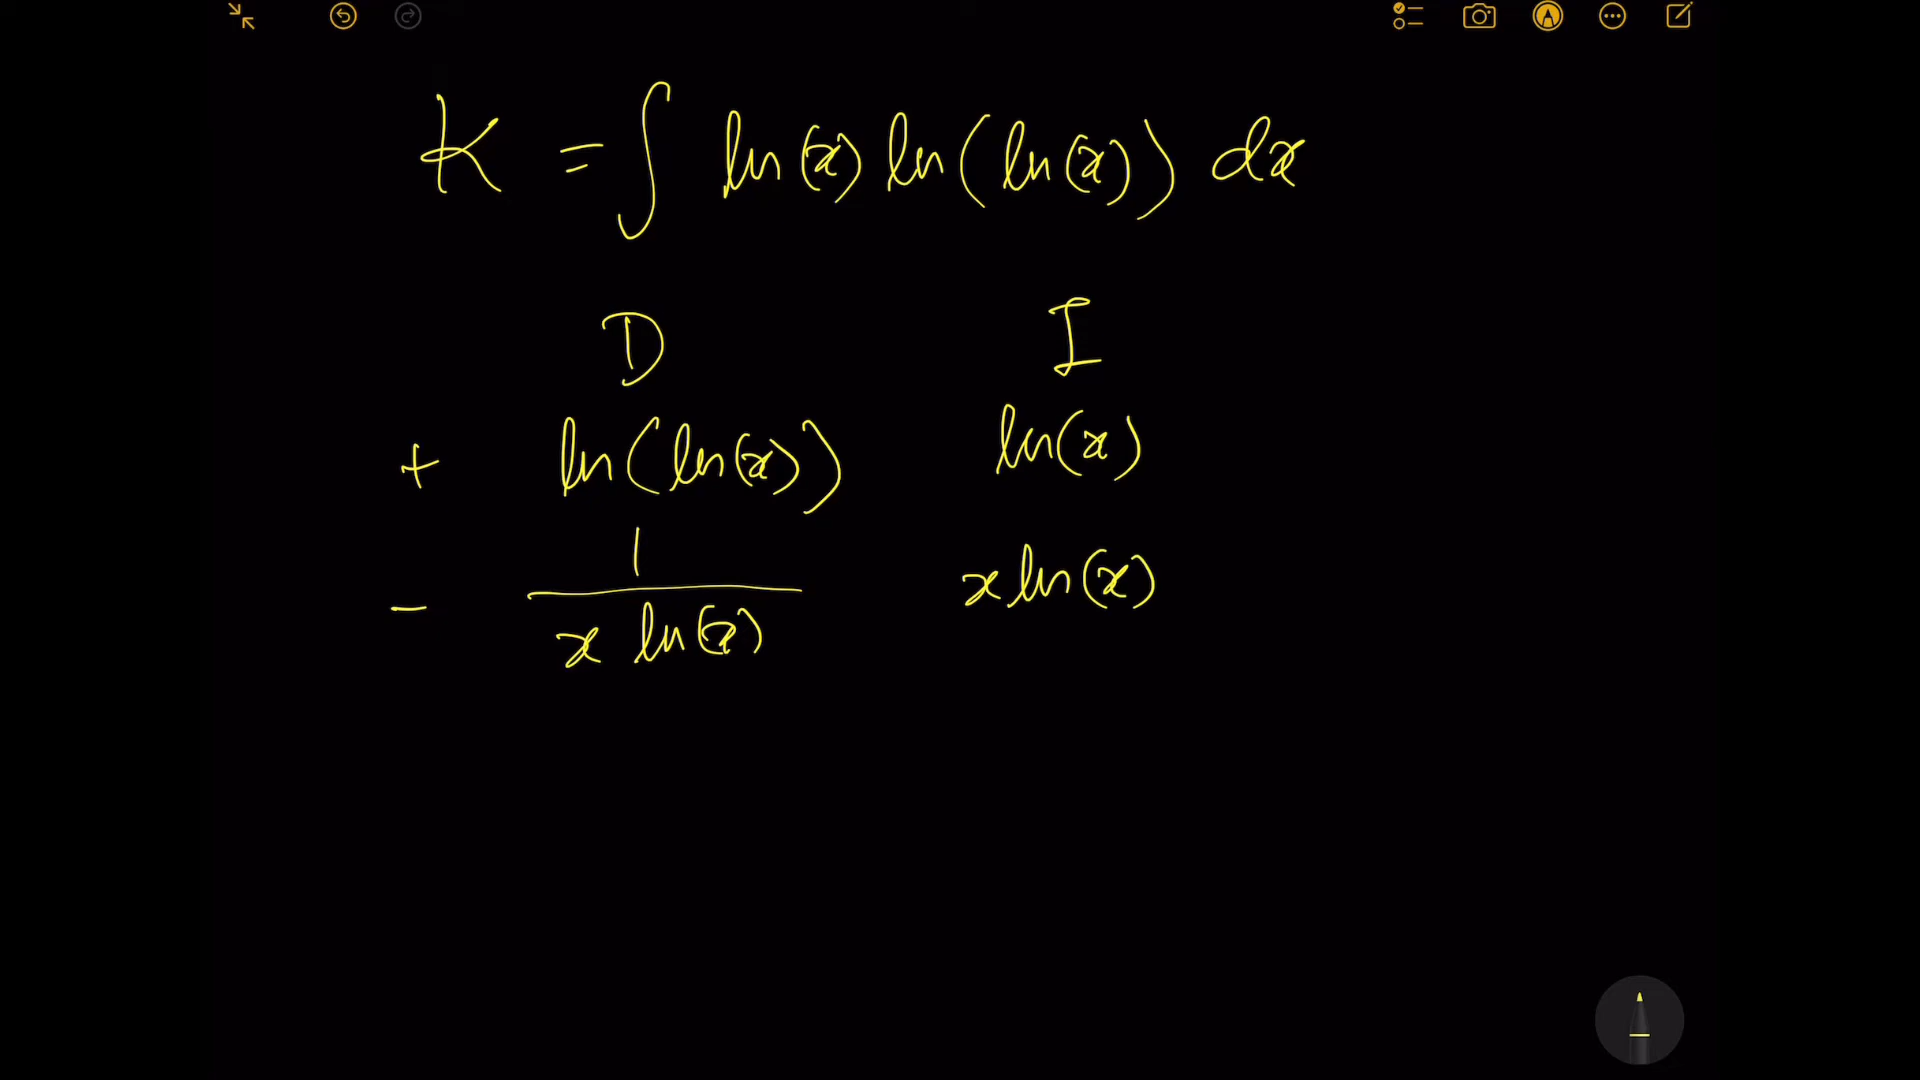 K = ∫ ln(x) ln(ln(x)) dx
D I
+ ln(ln(x)) ln(x)
- 1/(x ln(x)) x ln(x)